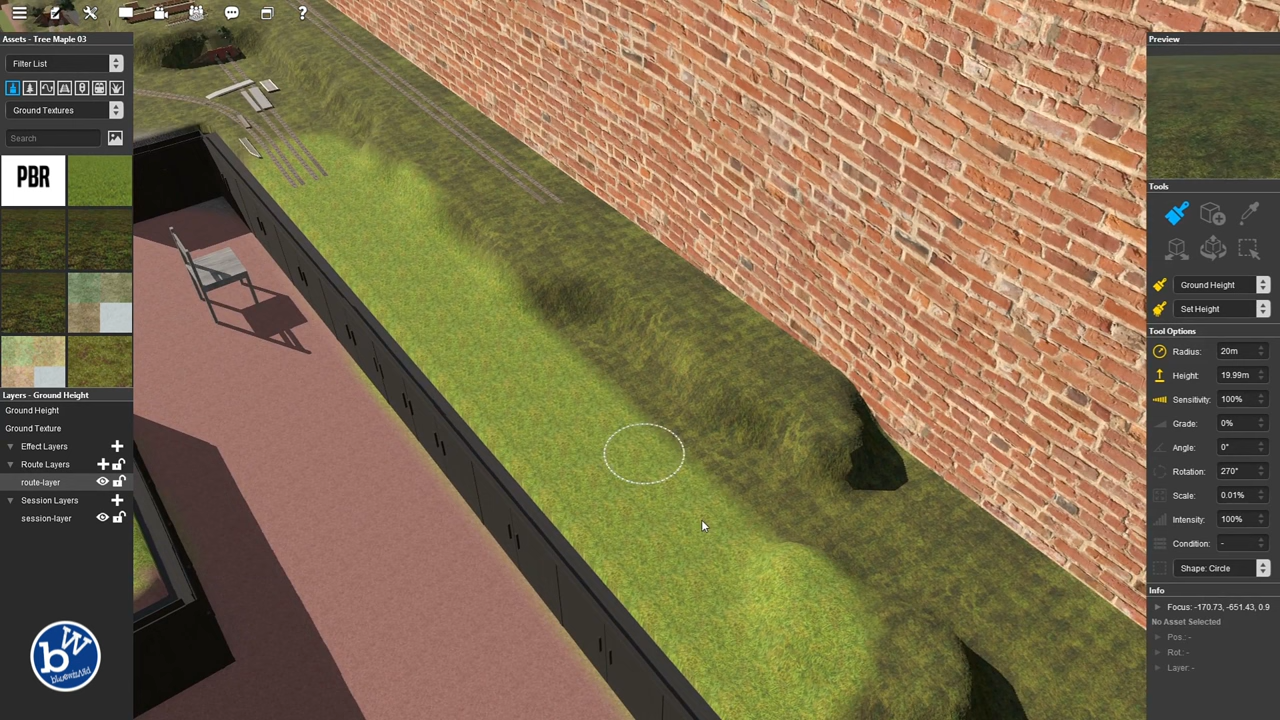 Assets - Tree Maple 03
Filter List
Ground Textures
Search
PBR
Layers - Ground Height
Ground Height
Ground Texture
Effect Layers
Route Layers
route-layer
Session Layers
session-layer
bw
bluewizard
Preview
Tools
Ground Height
Set Height
Tool Options
Radius: 20m
Height: 19.99m
Sensitivity: 100%
Grade: 0%
Angle: 0°
Rotation: 270°
Scale: 0.01%
Intensity: 100%
Condition: -
Shape: Circle
Info
Focus: -170.73, -651.43, 0.9
No Asset Selected
Pos.: -
Rot.: -
Layer: -